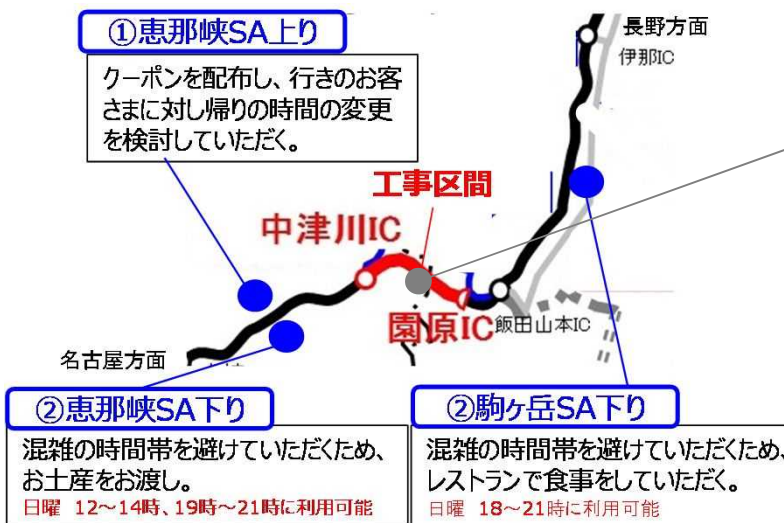 ①恵那峡SA上り
クーポンを配布し、行きのお客
さまに対し帰りの時間の変更
を検討していただく。
長野方面
伊那IC
工事区間
中津川IC
園原IC
飯田山本IC
名古屋方面
②恵那峡SA下り
混雑の時間帯を避けていただくため、
お土産をお渡し。
日曜 12～14時、19時～21時に利用可能
②駒ヶ岳SA下り
混雑の時間帯を避けていただくため、
レストランで食事をしていただく。
日曜 18～21時に利用可能